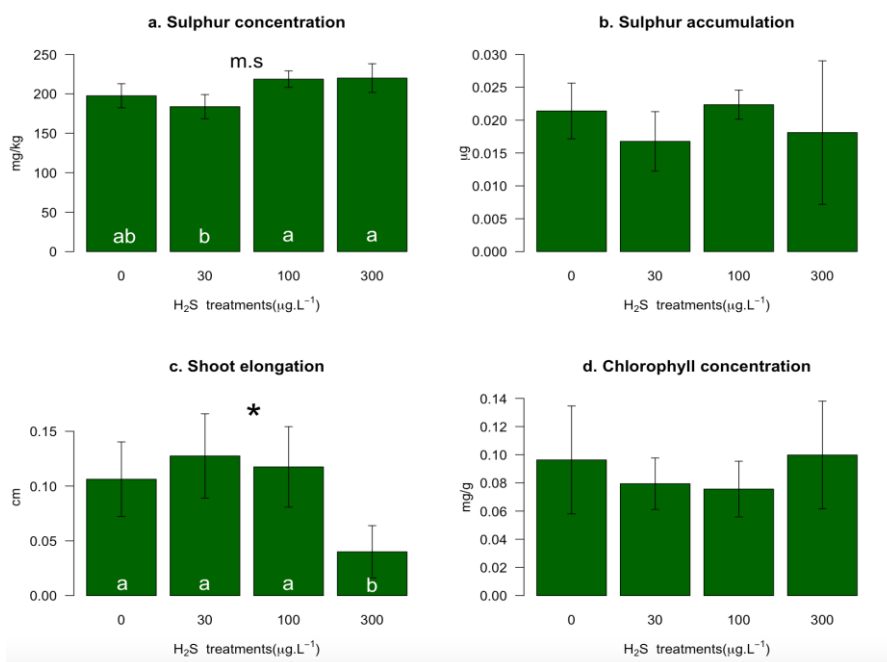 a. Sulphur concentration
250
200
150
100
50
0
mg/kg
m.s
ab b a a
0 30 100 300
H₂S treatments(µg.L⁻¹)
b. Sulphur accumulation
0.030
0.025
0.020
0.015
0.010
0.005
0.000
µg
0 30 100 300
H₂S treatments(µg.L⁻¹)
c. Shoot elongation
0.15
0.10
0.05
0.00
cm
*
a a a b
0 30 100 300
H₂S treatments(µg.L⁻¹)
d. Chlorophyll concentration
0.14
0.12
0.10
0.08
0.06
0.04
0.02
0.00
mg/g
0 30 100 300
H₂S treatments(µg.L⁻¹)